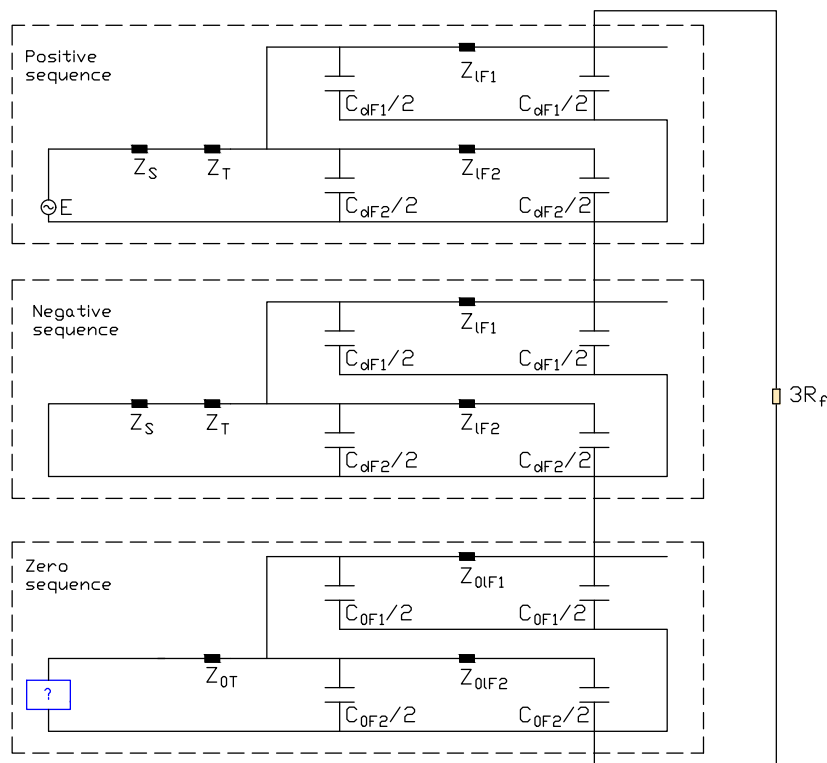 Positive
sequence
Z_lF1
C_dF1/2 C_dF1/2
Z_S Z_T Z_lF2
E C_dF2/2 C_dF2/2
Negative
sequence
Z_lF1
C_dF1/2 C_dF1/2
3R_f
Z_S Z_T Z_lF2
C_dF2/2 C_dF2/2
Zero
sequence
Z_0lF1
C_0F1/2 C_0F1/2
Z_0T Z_0lF2
?
C_0F2/2 C_0F2/2